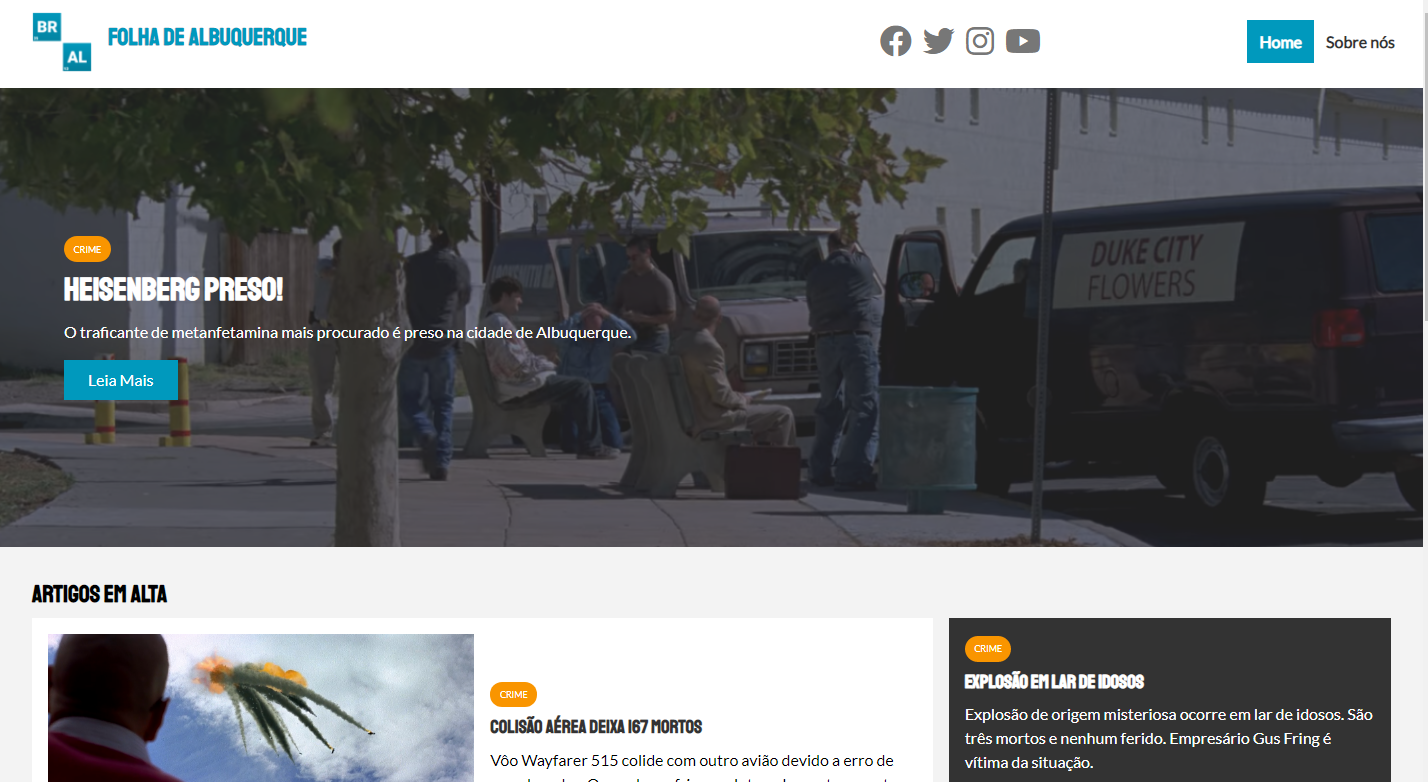 BR
AL
FOLHA DE ALBUQUERQUE
Home
Sobre nós
CRIME
HEISENBERG PRESO!
O traficante de metanfetamina mais procurado é preso na cidade de Albuquerque.
Leia Mais
DUKE CITY
FLOWERS
ARTIGOS EM ALTA
CRIME
COLISÃO AÉREA DEIXA 167 MORTOS
Vôo Wayfarer 515 colide com outro avião devido a erro de
CRIME
EXPLOSÃO EM LAR DE IDOSOS
Explosão de origem misteriosa ocorre em lar de idosos. São
três mortos e nenhum ferido. Empresário Gus Fring é
vítima da situação.